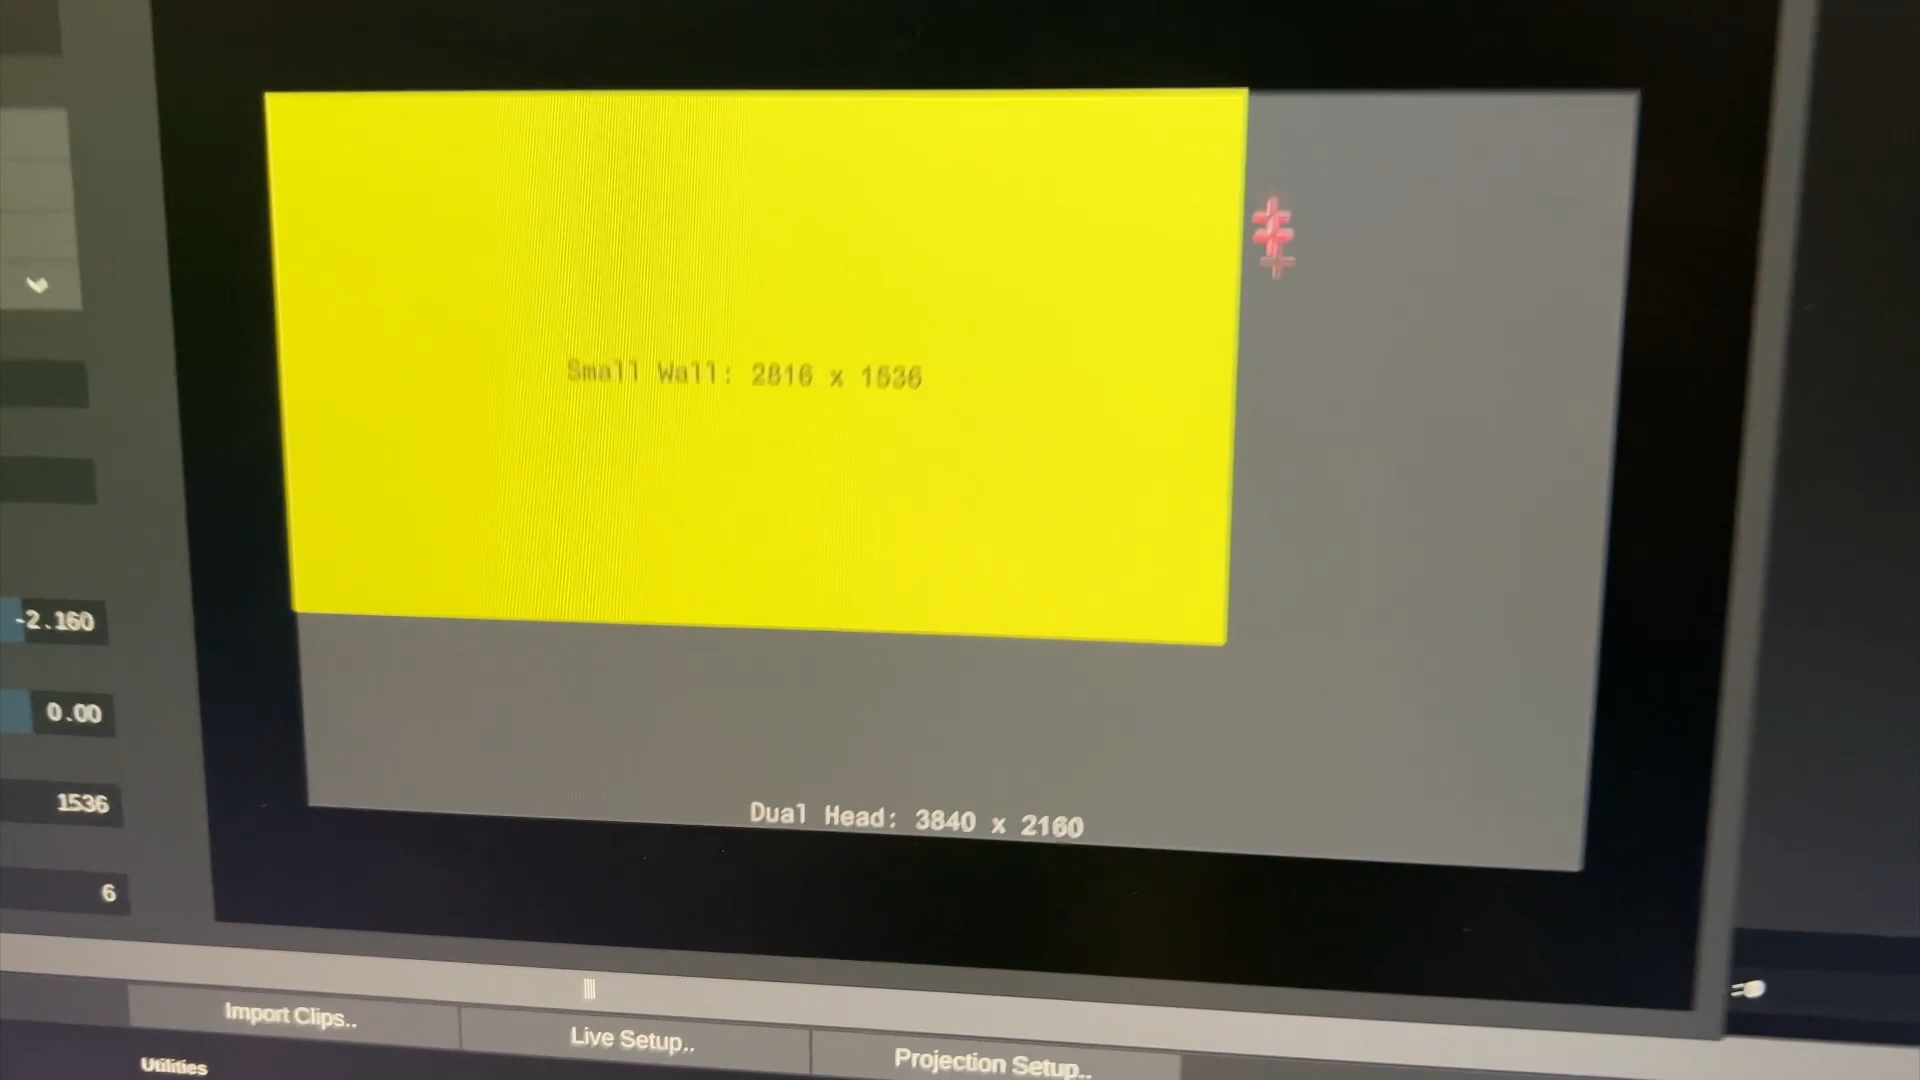 Small Wall: 2816 x 1536
-2.160
0.00
1536
Dual Head: 3840 x 2160
6
Import Clips..
Live Setup..
Projection Setup..
Utilities